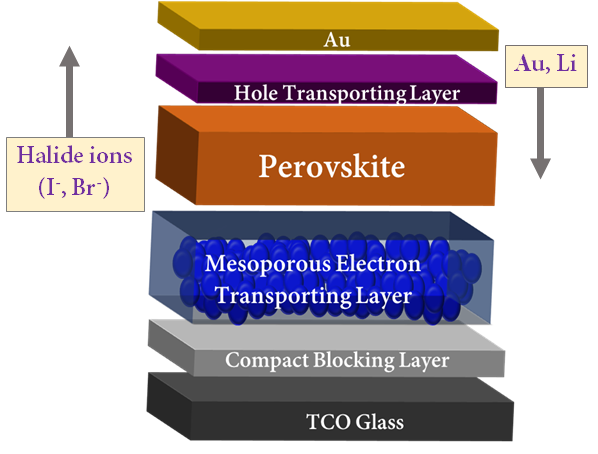 Au
Au, Li
Hole Transporting Layer
Halide ions
(I-, Br-)
Perovskite
Mesoporous Electron
Transporting Layer
Compact Blocking Layer
TCO Glass